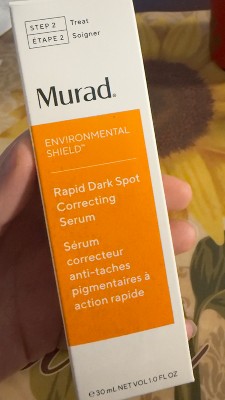 STEP 2 Treat
ÉTAPE 2 Soigner
Murad.
ENVIRONMENTAL
SHIELD™
Rapid Dark Spot
Correcting
Serum
Sérum
correcteur
anti-taches
pigmentaires à
action rapide
℮30 mL NET VOL 1.0 FL OZ